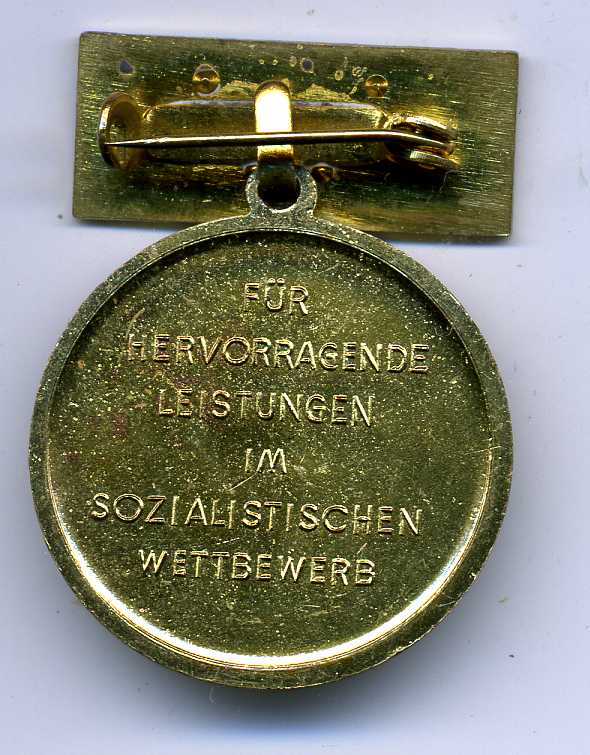 FÜR
HERVORRAGENDE
LEISTUNGEN
IM
SOZIALISTISCHEN
WETTBEWERB